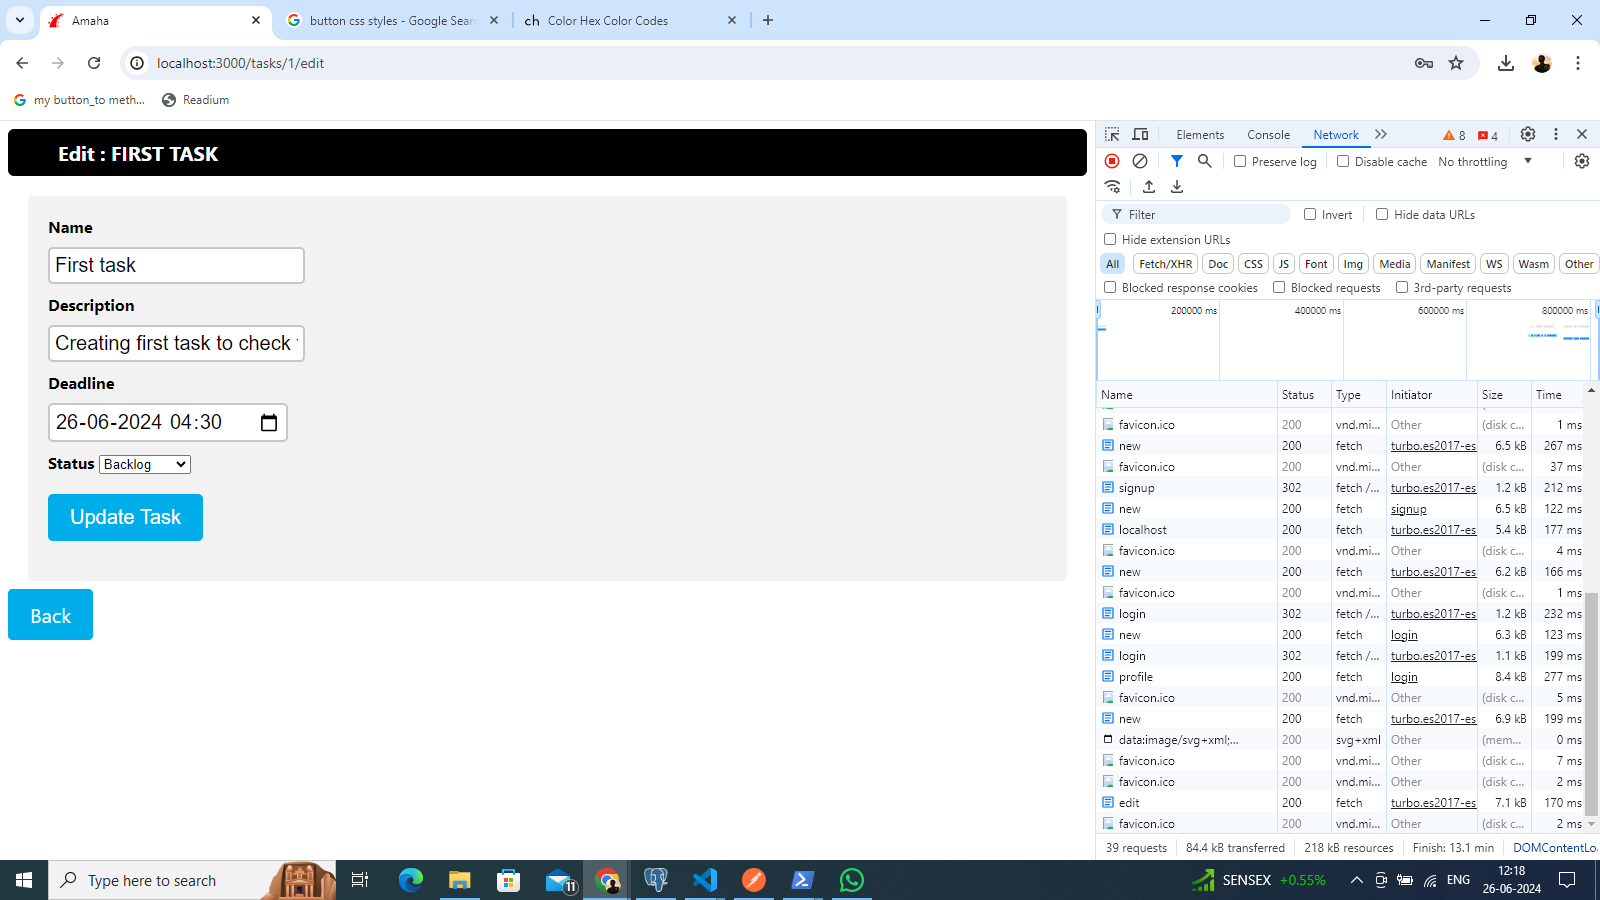 Amaha
button css styles - Google Sear
ch Color Hex Color Codes
localhost:3000/tasks/1/edit
my button_to meth...
Readium
Edit : FIRST TASK
Name
First task
Description
Creating first task to check
Deadline
26-06-2024 04:30
Status Backlog
Update Task
Back
Elements Console Network 8 4
Preserve log Disable cache No throttling
Filter Invert Hide data URLs
Hide extension URLs
All Fetch/XHR Doc CSS JS Font Img Media Manifest WS Wasm Other
Blocked response cookies Blocked requests 3rd-party requests
200000 ms 400000 ms 600000 ms 800000 ms
Name Status Type Initiator Size Time
favicon.ico 200 vnd.mi... Other (disk c... 1 ms
new 200 fetch turbo.es2017-es 6.5 kB 267 ms
favicon.ico 200 vnd.mi... Other (disk c... 37 ms
signup 302 fetch /... turbo.es2017-es 1.2 kB 212 ms
new 200 fetch signup 6.5 kB 122 ms
localhost 200 fetch turbo.es2017-es 5.4 kB 177 ms
favicon.ico 200 vnd.mi... Other (disk c... 4 ms
new 200 fetch turbo.es2017-es 6.2 kB 166 ms
favicon.ico 200 vnd.mi... Other (disk c... 1 ms
login 302 fetch /... turbo.es2017-es 1.2 kB 232 ms
new 200 fetch login 6.3 kB 123 ms
login 302 fetch /... turbo.es2017-es 1.1 kB 199 ms
profile 200 fetch login 8.4 kB 277 ms
favicon.ico 200 vnd.mi... Other (disk c... 5 ms
new 200 fetch turbo.es2017-es 6.9 kB 199 ms
data:image/svg+xml;... 200 svg+xml Other (mem... 0 ms
favicon.ico 200 vnd.mi... Other (disk c... 7 ms
favicon.ico 200 vnd.mi... Other (disk c... 2 ms
edit 200 fetch turbo.es2017-es 7.1 kB 170 ms
favicon.ico 200 vnd.mi... Other (disk c... 2 ms
39 requests 84.4 kB transferred 218 kB resources Finish: 13.1 min DOMContentLo
Type here to search
11
SENSEX +0.55%
ENG
12:18
26-06-2024